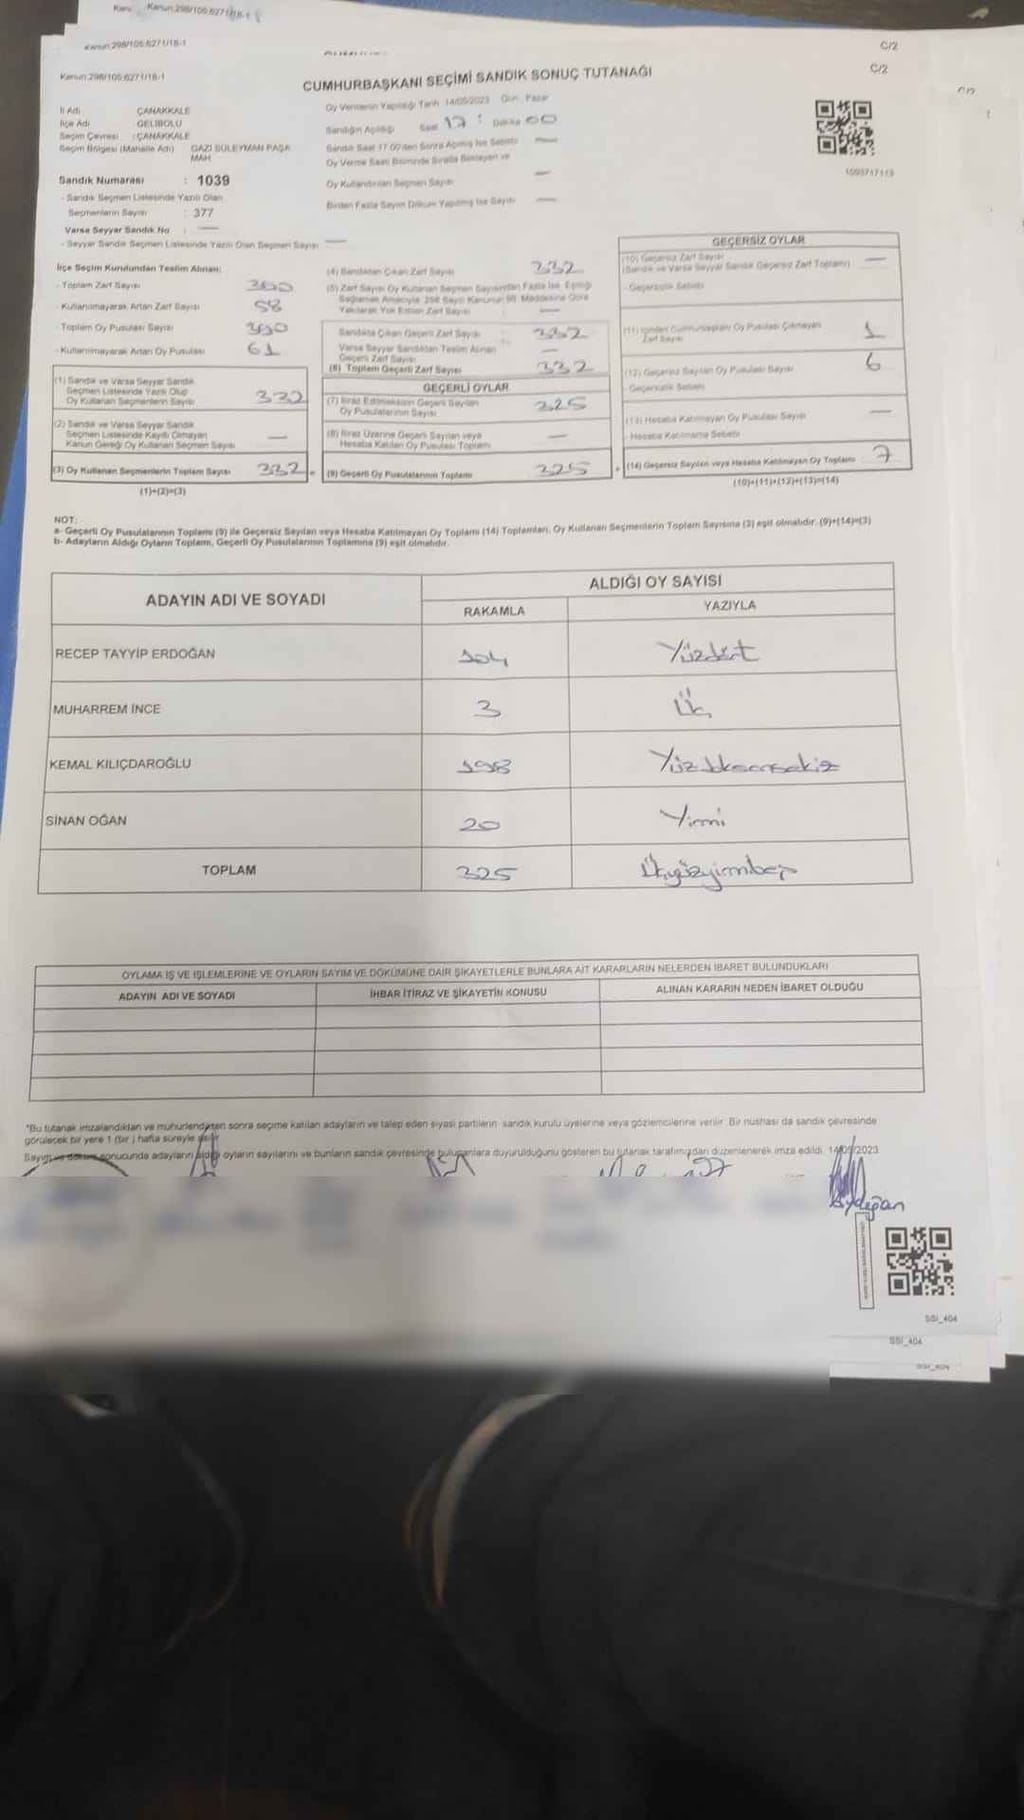 Kanun:298/105:6271/18-1
Kanun:298/105:6271/18-1
C/2
Kanun:298/105:6271/18-1
C/2
CUMHURBAŞKANI SEÇİMİ SANDIK SONUÇ TUTANAĞI
İl Adı : ÇANAKKALE
İlçe Adı : GELİBOLU
Seçim Çevresi : ÇANAKKALE
Seçim Bölgesi (Mahalle Adı) : GAZİ SÜLEYMAN PAŞA MAH
Sandık Numarası : 1039
- Sandık Seçmen Listesinde Yazılı Olan
Seçmenlerin Sayısı : 377
Varsa Seyyar Sandık No : —
- Seyyar Sandık Seçmen Listesinde Yazılı Olan Seçmen Sayısı —
Oy Vermenin Yapıldığı Tarih 14/05/2023 Gün: Pazar
Sandığın Açıldığı Saat 17 : Dakika 00
Sandık Saat 17.00'den Sonra Açılmış İse Sebebi —
Oy Verme Saati Bitiminde Sırada Bekleyen ve
Oy Kullandırılan Seçmen Sayısı —
Birden Fazla Sayım Döküm Yapılmış İse Sayısı —
1093717113
İlçe Seçim Kurulundan Teslim Alınan:
- Toplam Zarf Sayısı
- Kullanılmayarak Artan Zarf Sayısı 58
- Toplam Oy Pusulası Sayısı
- Kullanılmayarak Artan Oy Pusulası 61
(1) Sandık ve Varsa Seyyar Sandık
Seçmen Listesinde Yazılı Olup
Oy Kullanan Seçmenlerin Sayısı 332
(2) Sandık ve Varsa Seyyar Sandık
Seçmen Listesinde Kayıtlı Olmayan
Kanun Gereği Oy Kullanan Seçmen Sayısı —
(3) Oy Kullanan Seçmenlerin Toplam Sayısı 332
(1)+(2)=(3)
(4) Sandıktan Çıkan Zarf Sayısı 332
(5) Zarf Sayısı Oy Kullanan Seçmen Sayısından Fazla İse, Eşitliği
Sağlamak Amacıyla 298 Sayılı Kanunun 98. Maddesine Göre
Yakılarak Yok Edilen Zarf Sayısı —
Sandıkta Çıkan Geçerli Zarf Sayısı 332
Varsa Seyyar Sandıktan Teslim Alınan
Geçerli Zarf Sayısı —
(6) Toplam Geçerli Zarf Sayısı 332
GEÇERLİ OYLAR
(7) İtiraz Edilmeksizin Geçerli Sayılan
Oy Pusulalarının Sayısı 325
(8) İtiraz Üzerine Geçerli Sayılan veya
Hesaba Katılan Oy Pusulası Toplamı —
(9) Geçerli Oy Pusulalarının Toplamı 325
GEÇERSİZ OYLAR
(10) Geçersiz Zarf Sayısı
(Sandık ve Varsa Seyyar Sandık Geçersiz Zarf Toplamı) —
- Geçersizlik Sebebi
(11) İçinden Cumhurbaşkanı Oy Pusulası Çıkmayan
Zarf Sayısı 1
(12) Geçersiz Sayılan Oy Pusulası Sayısı 6
- Geçersizlik Sebebi
(13) Hesaba Katılmayan Oy Pusulası Sayısı —
- Hesaba Katılmama Sebebi
(14) Geçersiz Sayılan veya Hesaba Katılmayan Oy Toplamı 7
(10)+(11)+(12)+(13)=(14)
NOT:
a- Geçerli Oy Pusulalarının Toplamı (9) ile Geçersiz Sayılan veya Hesaba Katılmayan Oy Toplamı (14) Toplamları, Oy Kullanan Seçmenlerin Toplam Sayısına (3) eşit olmalıdır. (9)+(14)=(3)
b- Adayların Aldığı Oyların Toplamı, Geçerli Oy Pusulalarının Toplamına (9) eşit olmalıdır.
ADAYIN ADI VE SOYADI
ALDIĞI OY SAYISI
RAKAMLA YAZIYLA
RECEP TAYYİP ERDOĞAN 104 Yüzdört
MUHARREM İNCE 3 Üç
KEMAL KILIÇDAROĞLU 198 Yüzdoksansekiz
SİNAN OĞAN 20 Yirmi
TOPLAM 325 Üçyüzyirmibeş
OYLAMA İŞ VE İŞLEMLERİNE VE OYLARIN SAYIM VE DÖKÜMÜNE DAİR ŞİKAYETLERLE BUNLARA AİT KARARLARIN NELERDEN İBARET BULUNDUKLARI
ADAYIN ADI VE SOYADI İHBAR İTİRAZ VE ŞİKAYETİN KONUSU ALINAN KARARIN NEDEN İBARET OLDUĞU
"Bu tutanak imzalandıktan ve mühürlendikten sonra seçime katılan adayların ve talep eden siyasi partilerin sandık kurulu üyelerine veya gözlemcilerine verilir. Bir nüshası da sandık çevresinde
görülecek bir yere 1 (bir) hafta süreyle asılır
Sayım ve döküm sonucunda adayların aldığı oyların sayılarını ve bunların sandık çevresinde bulunanlara duyurulduğunu gösteren bu tutanak tarafımızdan düzenlenerek imza edildi. 14/05/2023
SSI_404
SSI_404